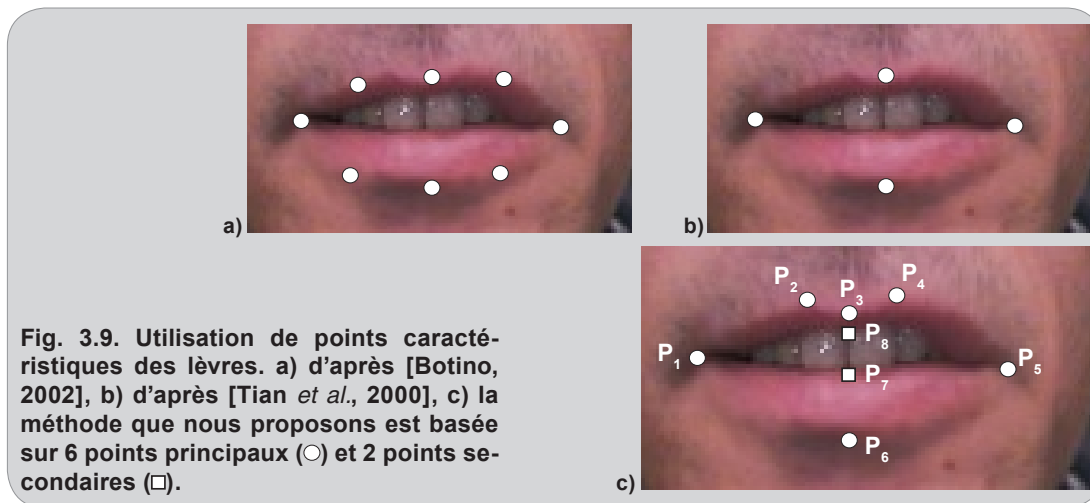 a)
b)
P₂
P₄
P₃
P₈
P₁
P₅
P₇
P₆
c)
Fig. 3.9. Utilisation de points caracté-
ristiques des lèvres. a) d’après [Botino,
2002], b) d’après [Tian et al., 2000], c) la
méthode que nous proposons est basée
sur 6 points principaux (○) et 2 points se-
condaires (□).